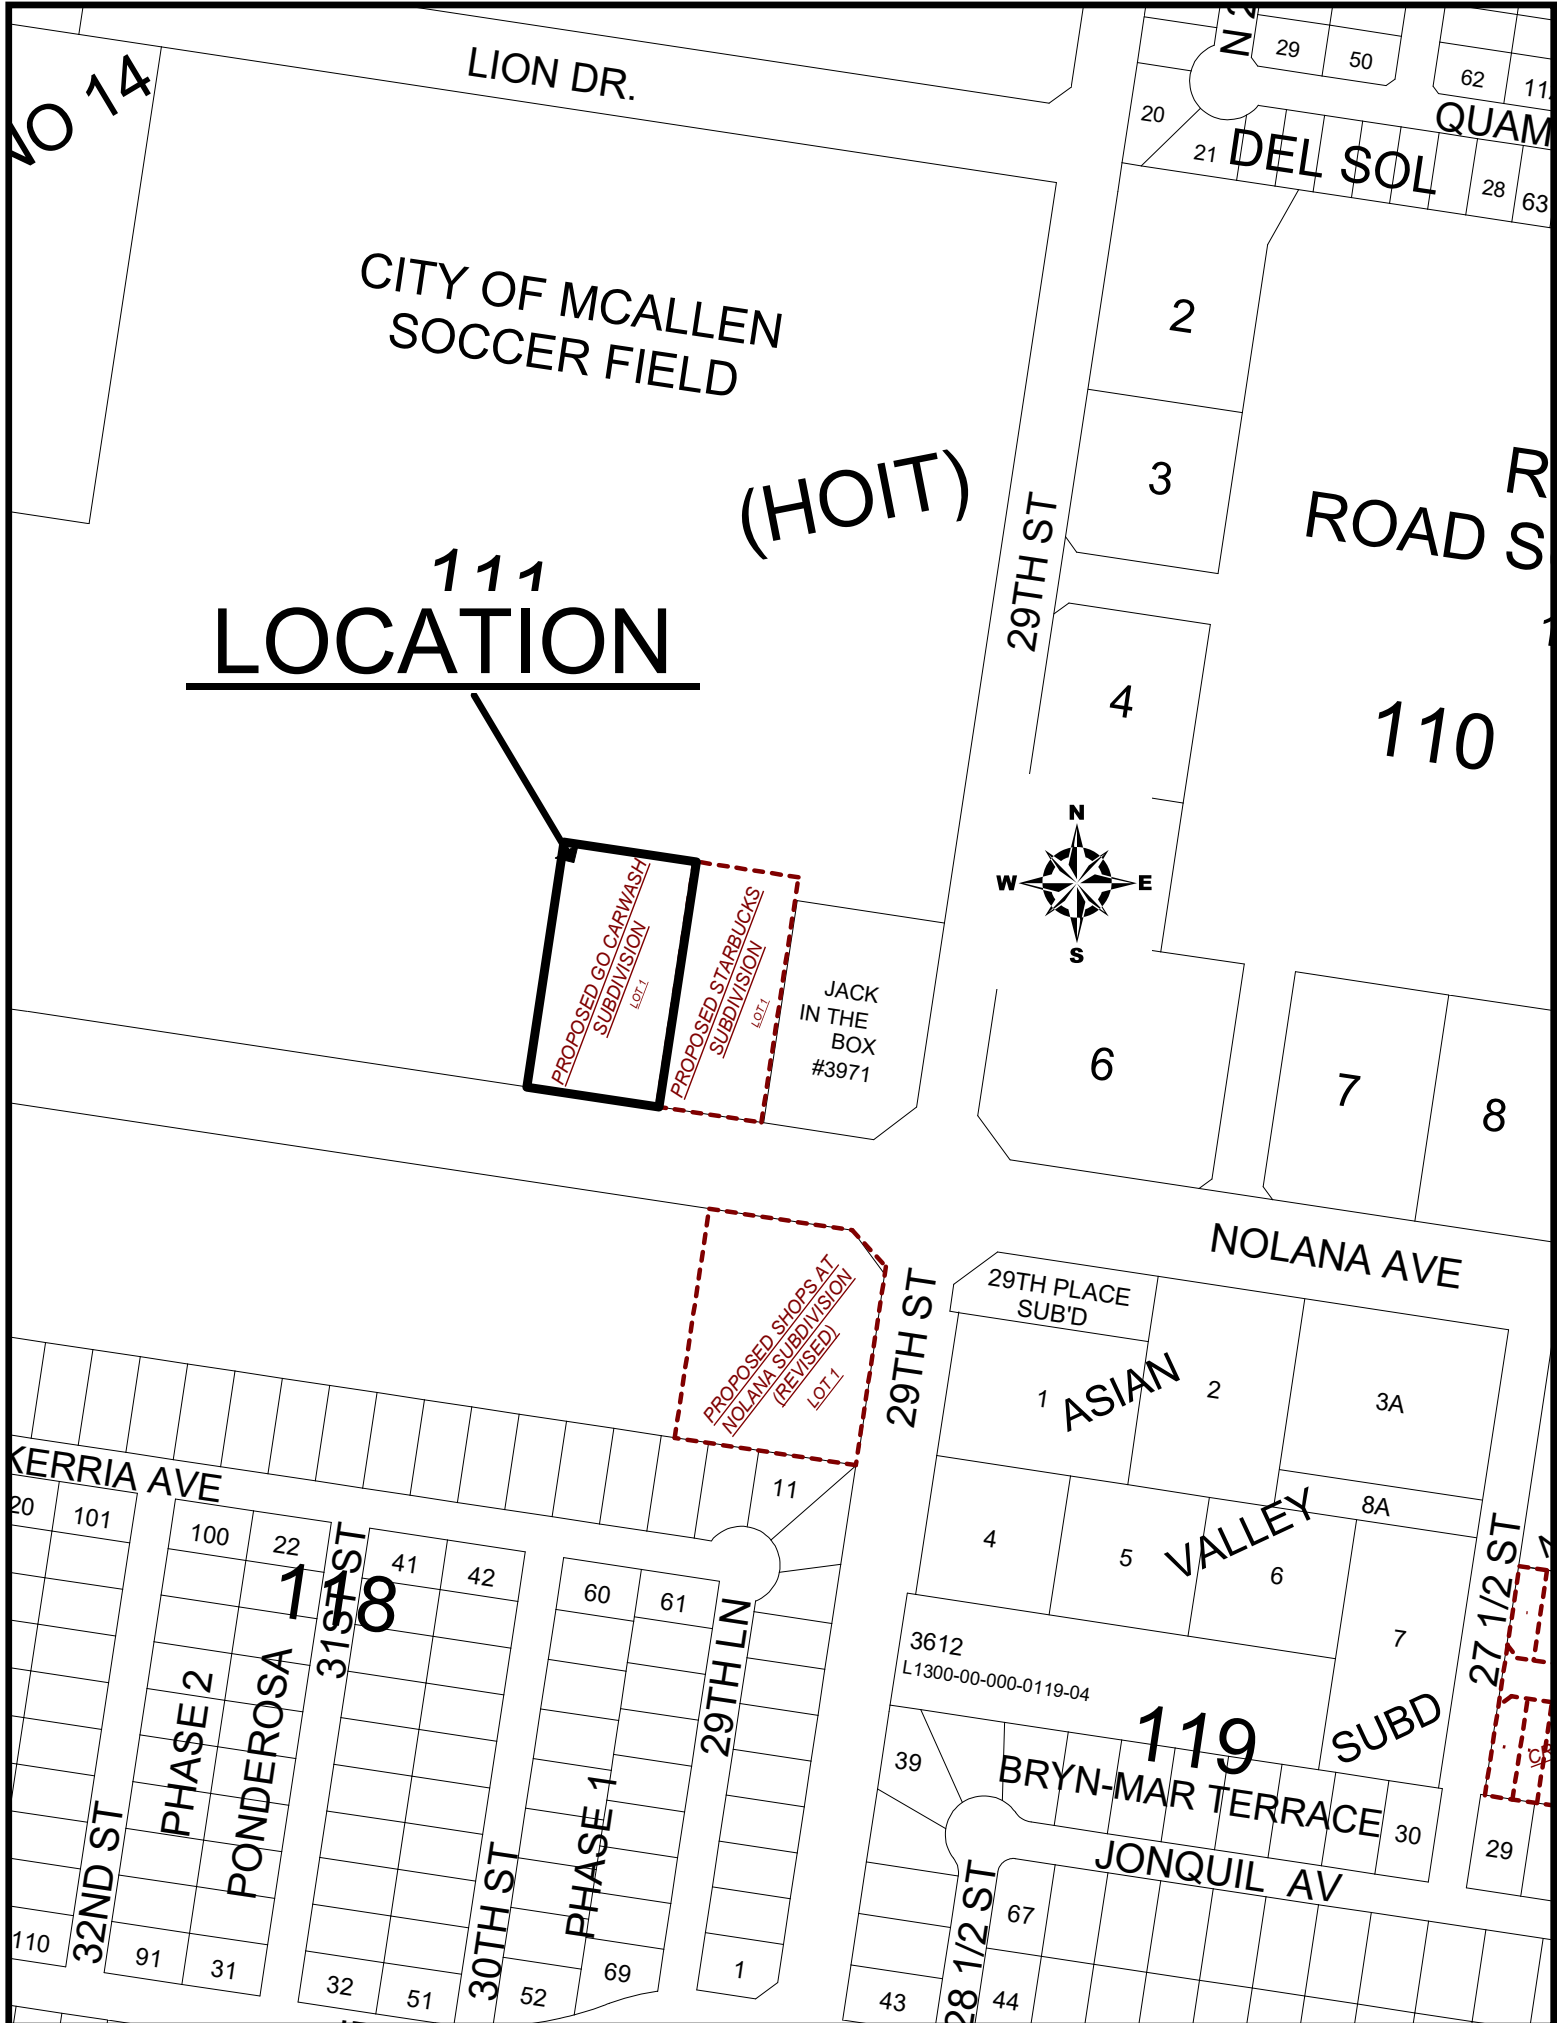 LION DR.
NO 14
29
50
62
20
21
DEL SOL
28
63
CITY OF MCALLEN
SOCCER FIELD
2
3
(HOIT)
29TH ST
ROAD S
111
LOCATION
4
110
N
W
E
S
PROPOSED GO CARWASH
SUBDIVISION
LOT 1
PROPOSED STARBUCKS
SUBDIVISION
LOT 1
JACK
IN THE
BOX
#3971
6
7
8
NOLANA AVE
PROPOSED SHOPS AT
NOLANA SUBDIVISION
(REVISED)
LOT 1
29TH ST
29TH PLACE
SUB'D
1
ASIAN
2
3A
KERRIA AVE
11
20
101
100
22
31ST ST
41
42
118
60
61
29TH LN
4
5
VALLEY
6
8A
7
27 1/2 ST
3612
L1300-00-000-0119-04
119
SUBD
PHASE 2
PONDEROSA
PHASE 1
39
BRYN-MAR TERRACE
30
29
JONQUIL AV
32ND ST
30TH ST
28 1/2 ST
67
110
91
31
32
51
52
69
1
43
44